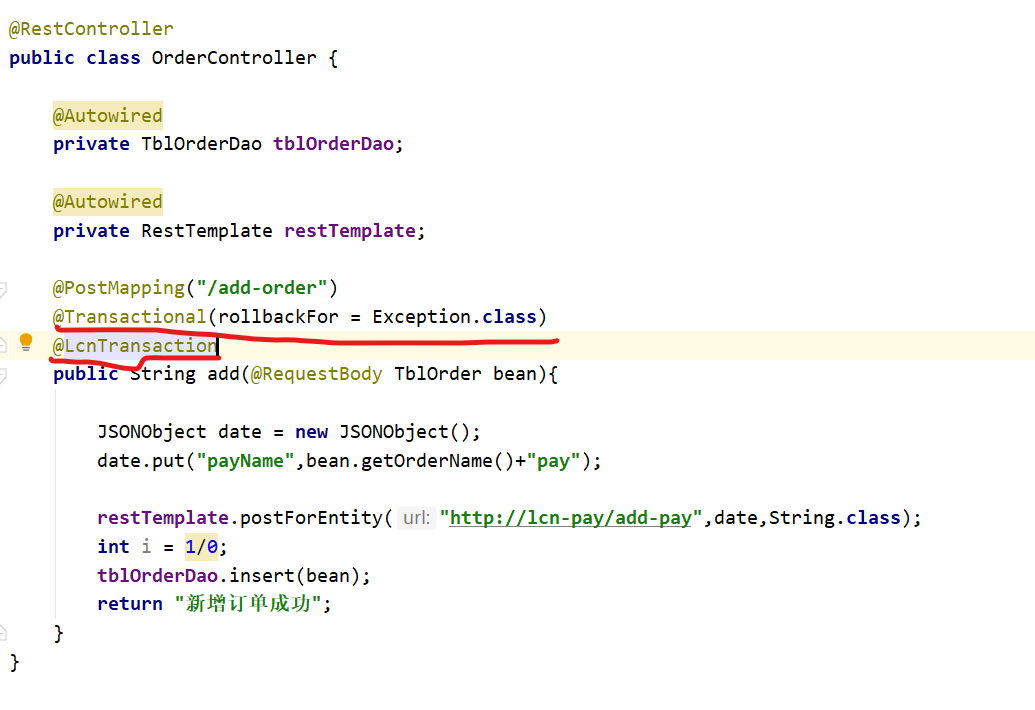 @RestController
public class OrderController {
@Autowired
private TblOrderDao tblOrderDao;
@Autowired
private RestTemplate restTemplate;
@PostMapping("/add-order")
@Transactional(rollbackFor = Exception.class)
@LcnTransaction
public String add(@RequestBody TblOrder bean){
JSONObject date = new JSONObject();
date.put("payName",bean.getOrderName()+"pay");
restTemplate.postForEntity( url: "http://lcn-pay/add-pay",date,String.class);
int i = 1/0;
tblOrderDao.insert(bean);
return "新增订单成功";
}
}